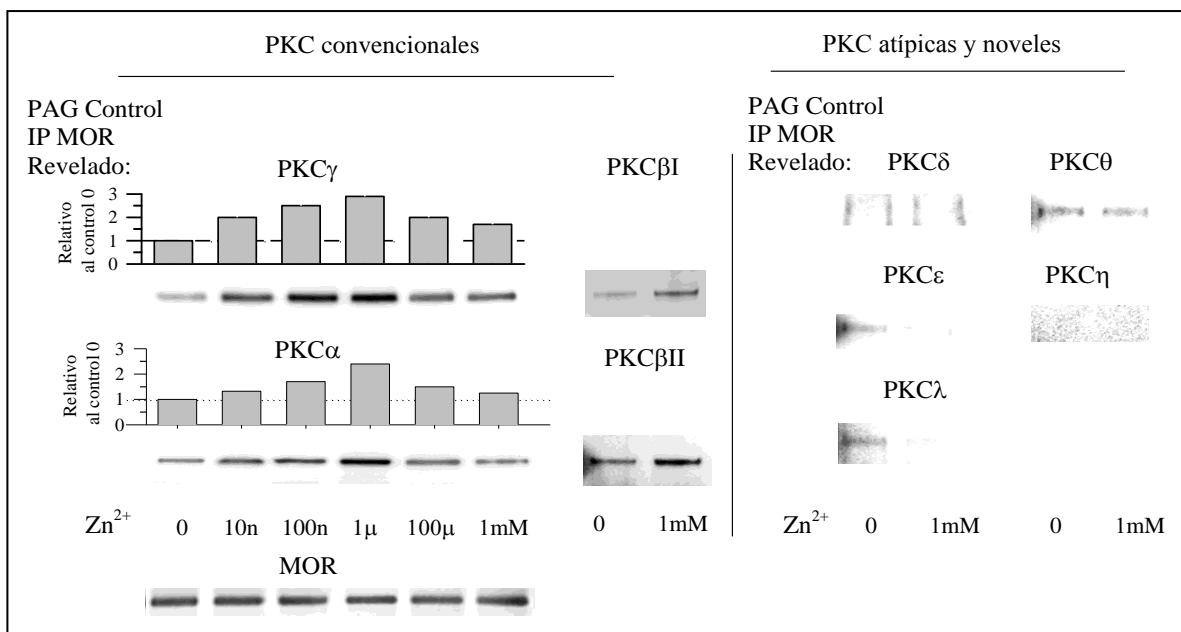 PKC convencionales
PAG Control
IP MOR
Revelado:
PKCγ
PKCβI
Relativo
al control 0
3
2
1
0
PKCα
PKCβII
Relativo
al control 0
3
2
1
0
Zn²⁺ 0 10n 100n 1μ 100μ 1mM 0 1mM
MOR
PKC atípicas y noveles
PAG Control
IP MOR
Revelado:
PKCδ PKCθ
PKCε PKCη
PKCλ
Zn²⁺ 0 1mM 0 1mM